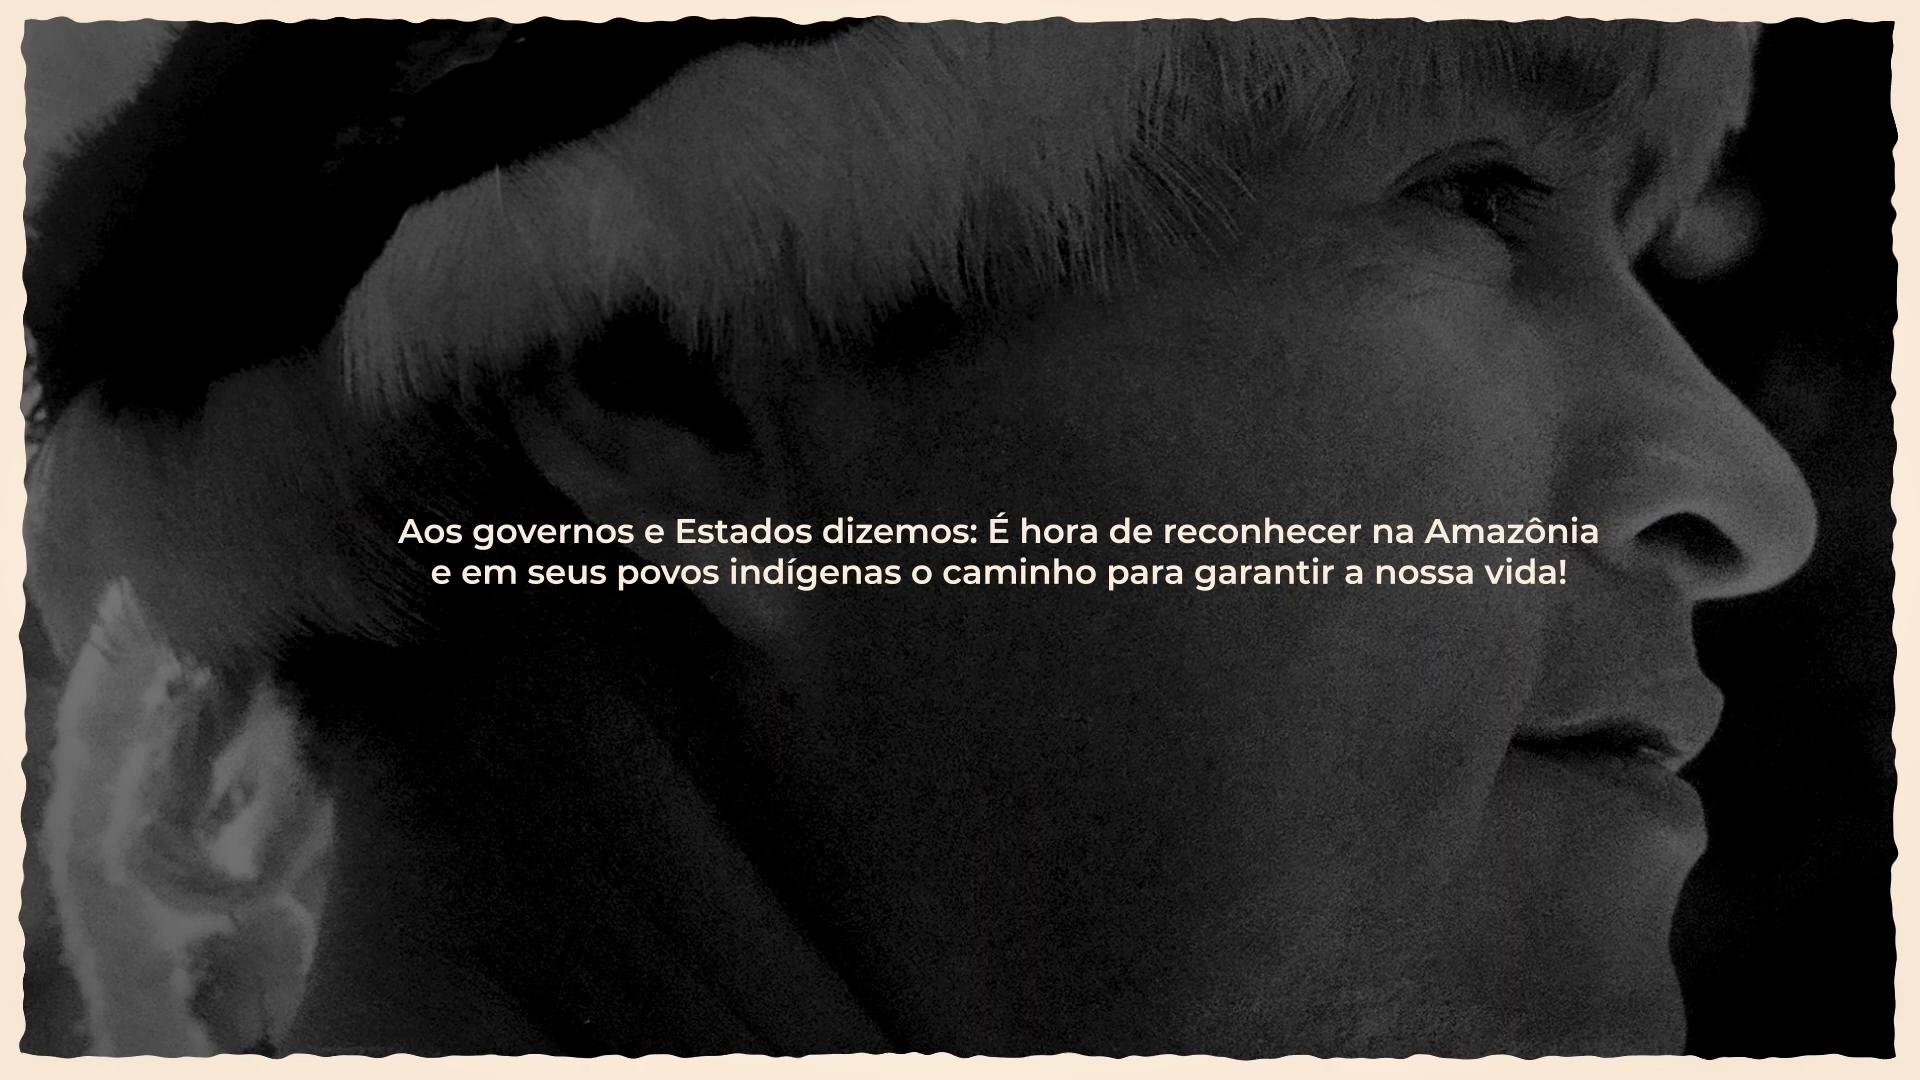 Aos governos e Estados dizemos: É hora de reconhecer na Amazônia
e em seus povos indígenas o caminho para garantir a nossa vida!